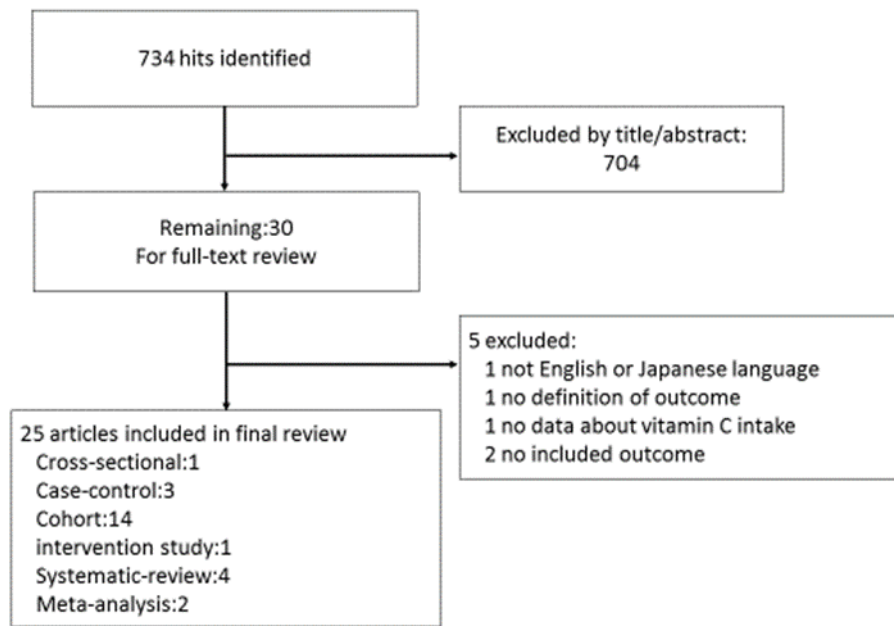 734 hits identified
Excluded by title/abstract:
704
Remaining:30
For full-text review
5 excluded:
1 not English or Japanese language
1 no definition of outcome
1 no data about vitamin C intake
2 no included outcome
25 articles included in final review
Cross-sectional:1
Case-control:3
Cohort:14
intervention study:1
Systematic-review:4
Meta-analysis:2